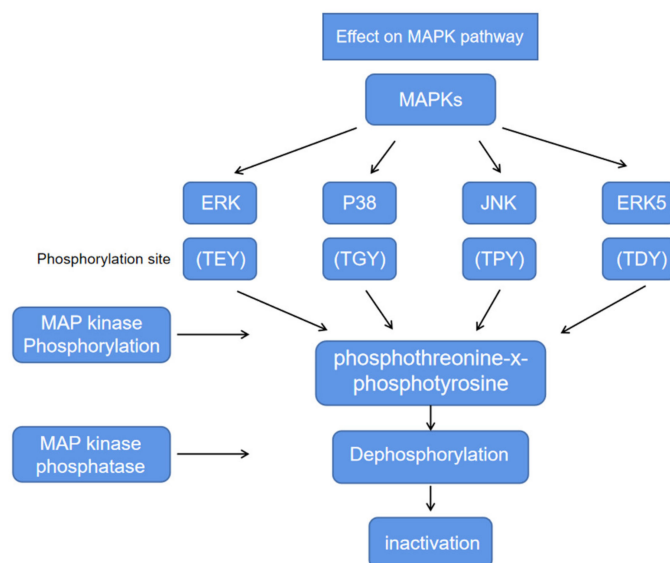 Effect on MAPK pathway
MAPKs
ERK
P38
JNK
ERK5
Phosphorylation site
(TEY)
(TGY)
(TPY)
(TDY)
MAP kinase
Phosphorylation
phosphothreonine-x-
phosphotyrosine
MAP kinase
phosphatase
Dephosphorylation
inactivation